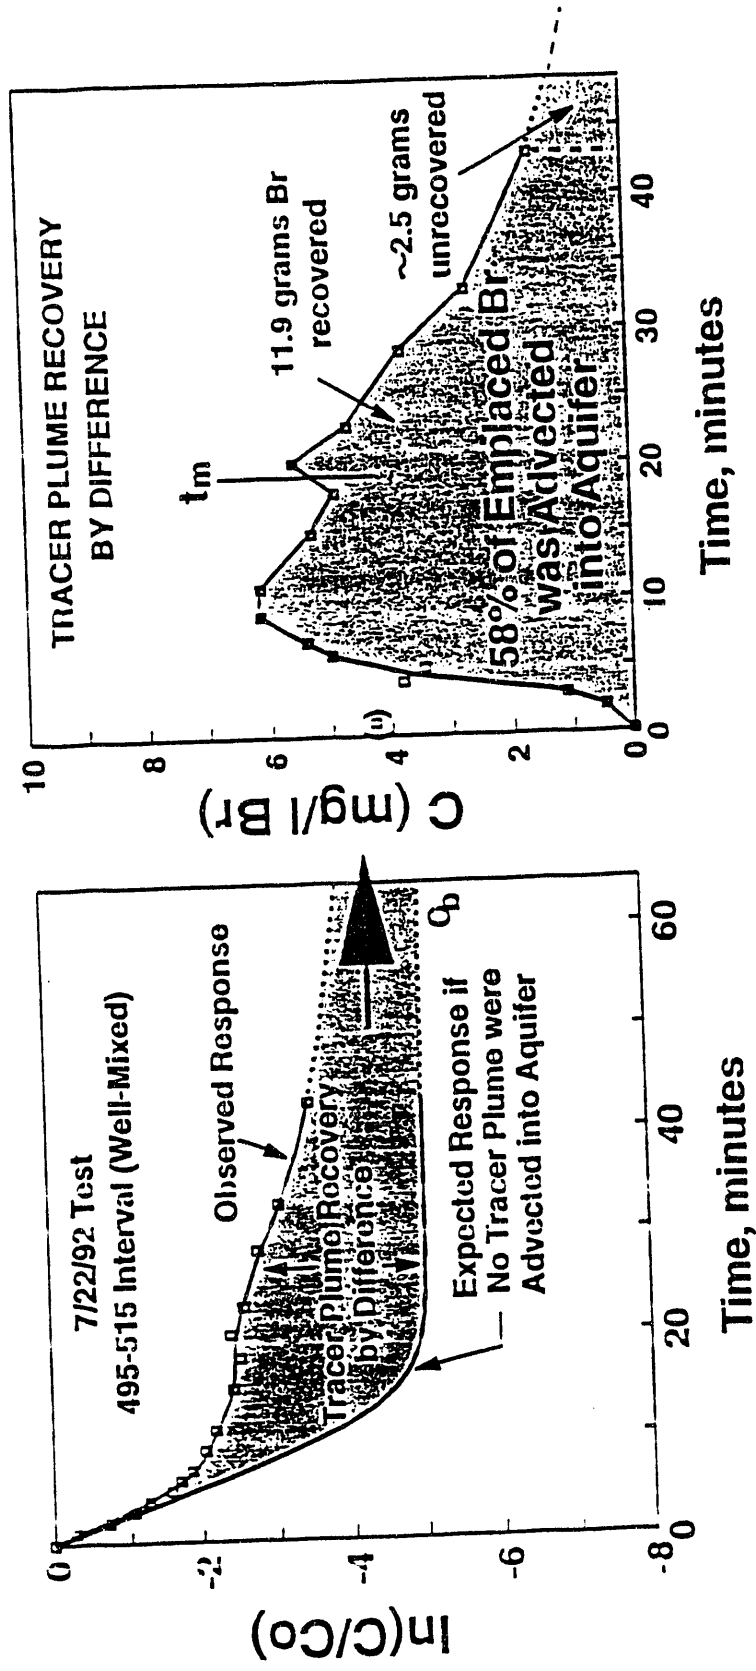 7/22/92 Test
495-515 Interval (Well-Mixed)
Observed Response
Tracer Plume Recovery
by Difference
Expected Response if
No Tracer Plume were
Advected into Aquifer
C_b
ln(C/Co)
0
-2
-4
-6
-8
0
20
40
60
Time, minutes
TRACER PLUME RECOVERY
BY DIFFERENCE
t_m
11.9 grams Br
recovered
~2.5 grams
unrecovered
58% of Emplaced Br
was Advected
into Aquifer
C (mg/l Br)
10
8
6
4
2
0
0
10
20
30
40
Time, minutes